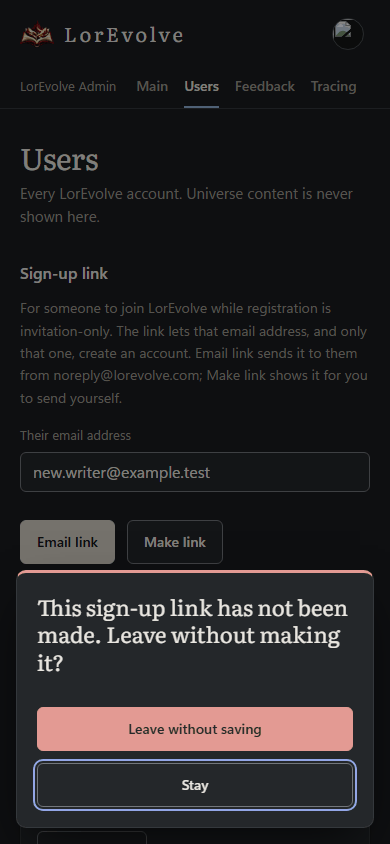 LorEvolve
LorEvolve Admin Main Users Feedback Tracing
Users
Every LorEvolve account. Universe content is never
shown here.
Sign-up link
For someone to join LorEvolve while registration is
invitation-only. The link lets that email address, and only
that one, create an account. Email link sends it to them
from noreply@lorevolve.com; Make link shows it for you
to send yourself.
Their email address
new.writer@example.test
Email link Make link
This sign-up link has not been
made. Leave without making
it?
Leave without saving
Stay